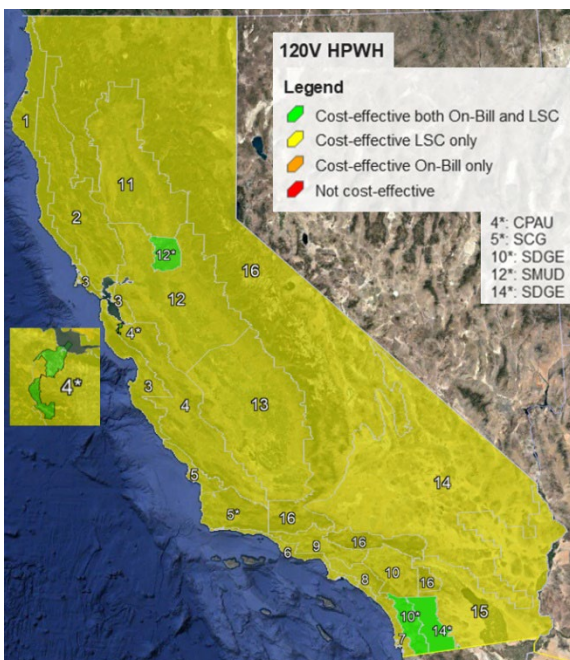 120V HPWH
Legend
Cost-effective both On-Bill and LSC
Cost-effective LSC only
Cost-effective On-Bill only
Not cost-effective
4*: CPAU
5*: SCG
10*: SDGE
12*: SMUD
14*: SDGE
1
11
2
12*
16
3
3
12
4*
4*
3
4
13
5
14
5*
16
6
9
16
8
10
16
15
10*
14*
7